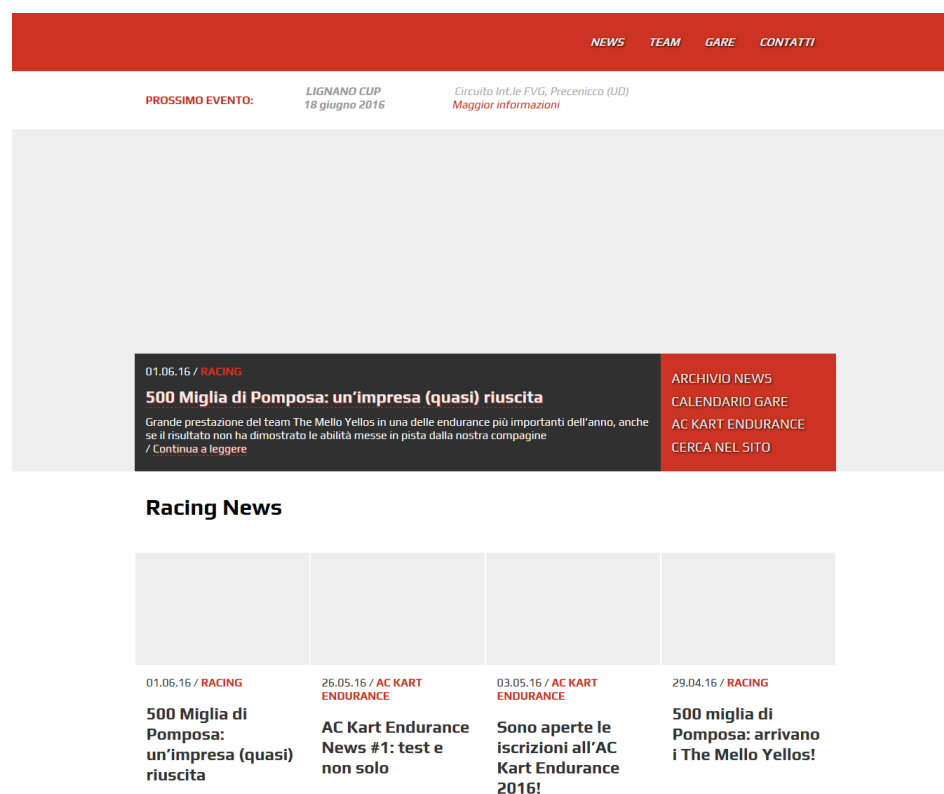 NEWS TEAM GARE CONTATTI
PROSSIMO EVENTO:
LIGNANO CUP
18 giugno 2016
Circuito Int.le FVG, Precenicco (UD)
Maggior informazioni
01.06.16 / RACING
500 Miglia di Pomposa: un'impresa (quasi) riuscita
Grande prestazione del team The Mello Yellos in una delle endurance più importanti dell'anno, anche
se il risultato non ha dimostrato le abilità messe in pista dalla nostra compagine
/ Continua a leggere
ARCHIVIO NEWS
CALENDARIO GARE
AC KART ENDURANCE
CERCA NEL SITO
Racing News
01.06.16 / RACING
500 Miglia di
Pomposa:
un'impresa (quasi)
riuscita
26.05.16 / AC KART
ENDURANCE
AC Kart Endurance
News #1: test e
non solo
03.05.16 / AC KART
ENDURANCE
Sono aperte le
iscrizioni all'AC
Kart Endurance
2016!
29.04.16 / RACING
500 miglia di
Pomposa: arrivano
i The Mello Yellos!